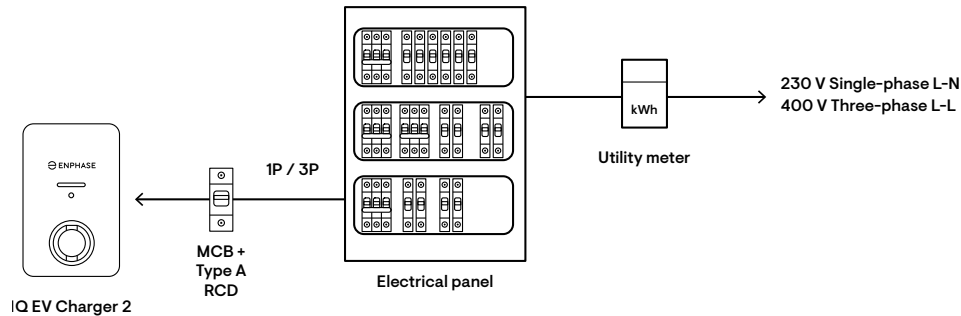 ENPHASE
IQ EV Charger 2
MCB +
Type A
RCD
1P / 3P
Electrical panel
kWh
Utility meter
230 V Single-phase L-N
400 V Three-phase L-L